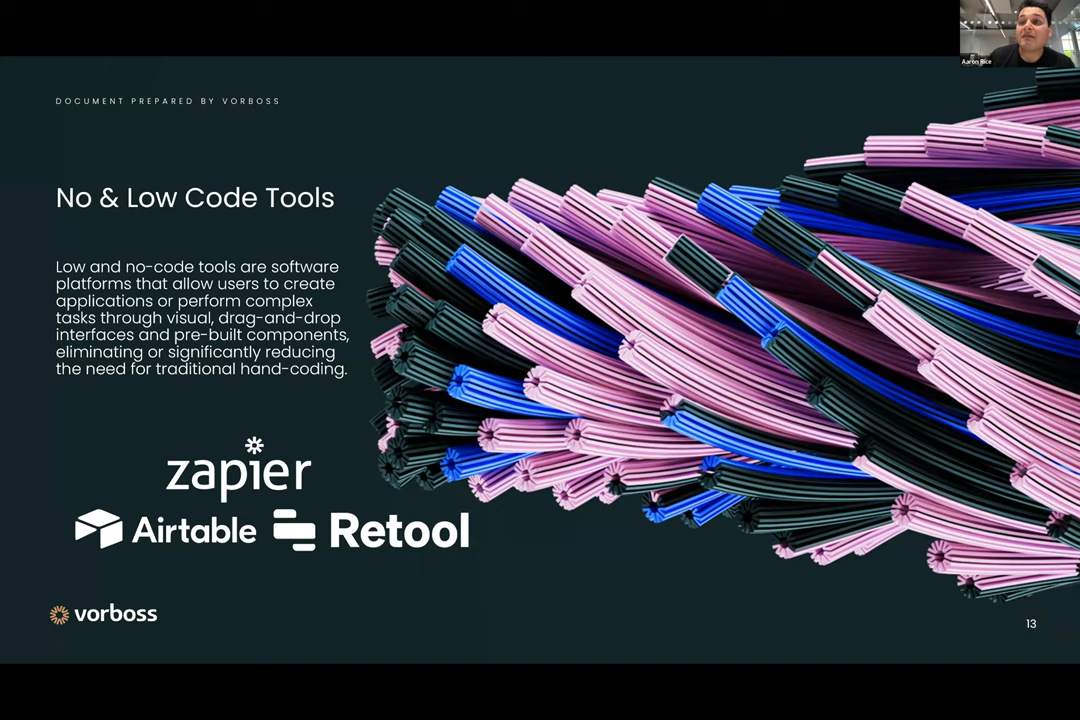 Aaron Rice
DOCUMENT PREPARED BY VORBOSS
No & Low Code Tools
Low and no-code tools are software
platforms that allow users to create
applications or perform complex
tasks through visual, drag-and-drop
interfaces and pre-built components,
eliminating or significantly reducing
the need for traditional hand-coding.
zapier
Airtable
Retool
vorboss
13